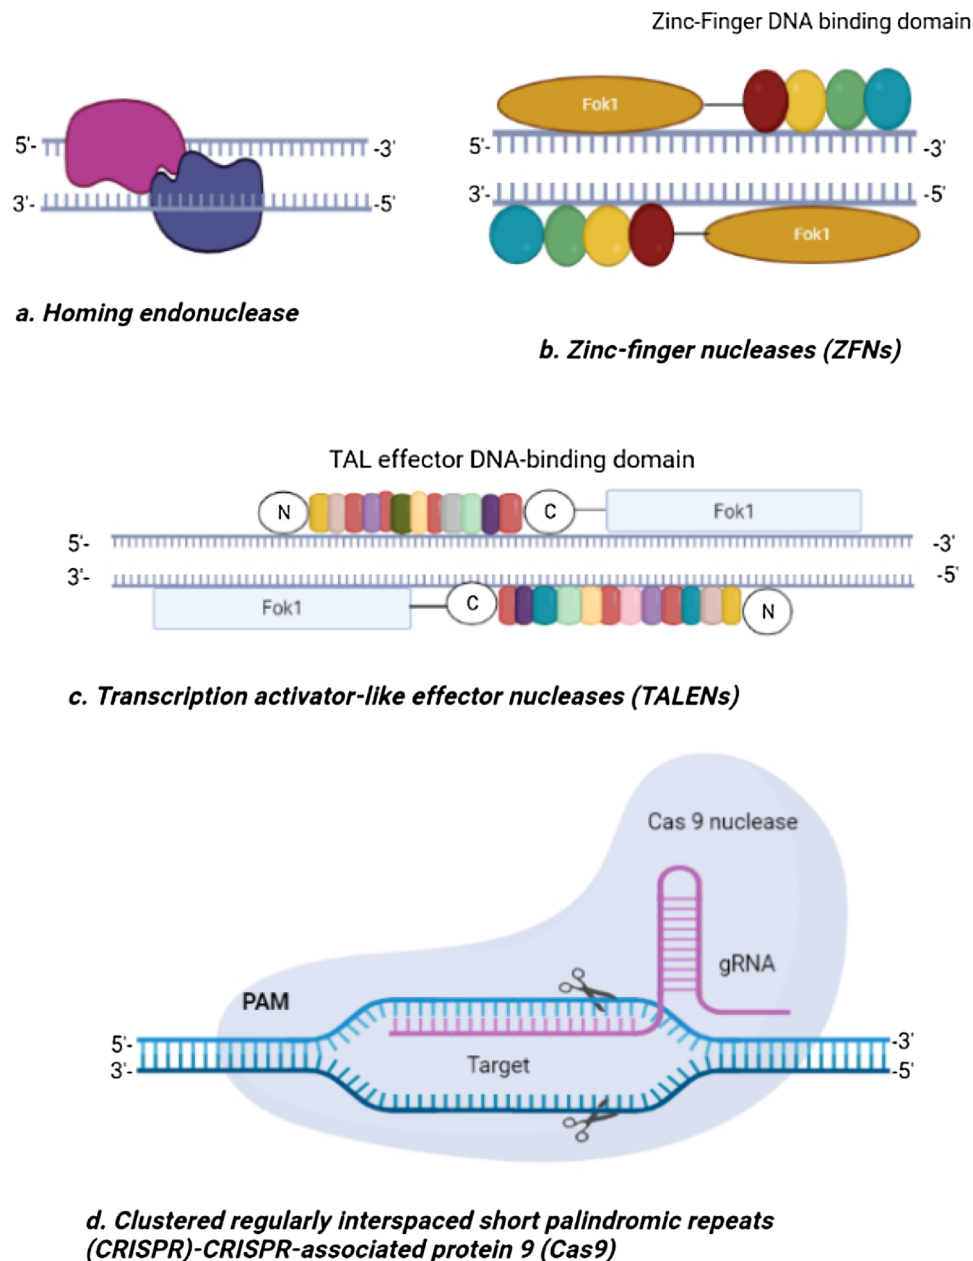 Zinc-Finger DNA binding domain
Fok1
5'-
-3'
5'-
-3'
3'-
-5'
3'-
-5'
Fok1
a. Homing endonuclease
b. Zinc-finger nucleases (ZFNs)
TAL effector DNA-binding domain
N
C
Fok1
5'-
-3'
3'-
-5'
Fok1
C
N
c. Transcription activator-like effector nucleases (TALENs)
Cas 9 nuclease
gRNA
PAM
5'-
-3'
Target
3'-
-5'
d. Clustered regularly interspaced short palindromic repeats
(CRISPR)-CRISPR-associated protein 9 (Cas9)